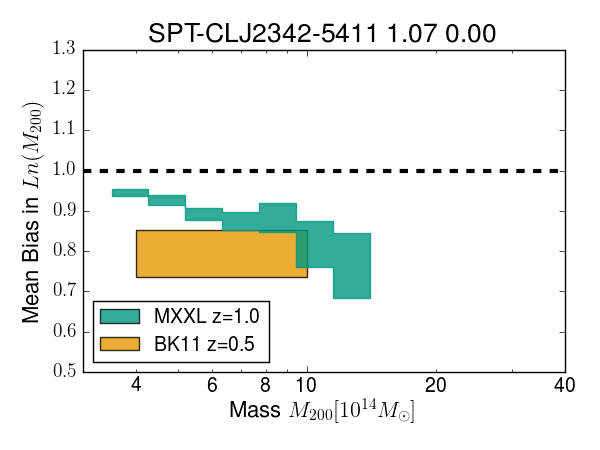 SPT-CLJ2342-5411 1.07 0.00
1.3
1.2
1.1
1.0
0.9
0.8
0.7
0.6
0.5
Mean Bias in Ln(M₂₀₀)
MXXL z=1.0
BK11 z=0.5
4 6 8 10 20 40
Mass M₂₀₀[10¹⁴M☉]